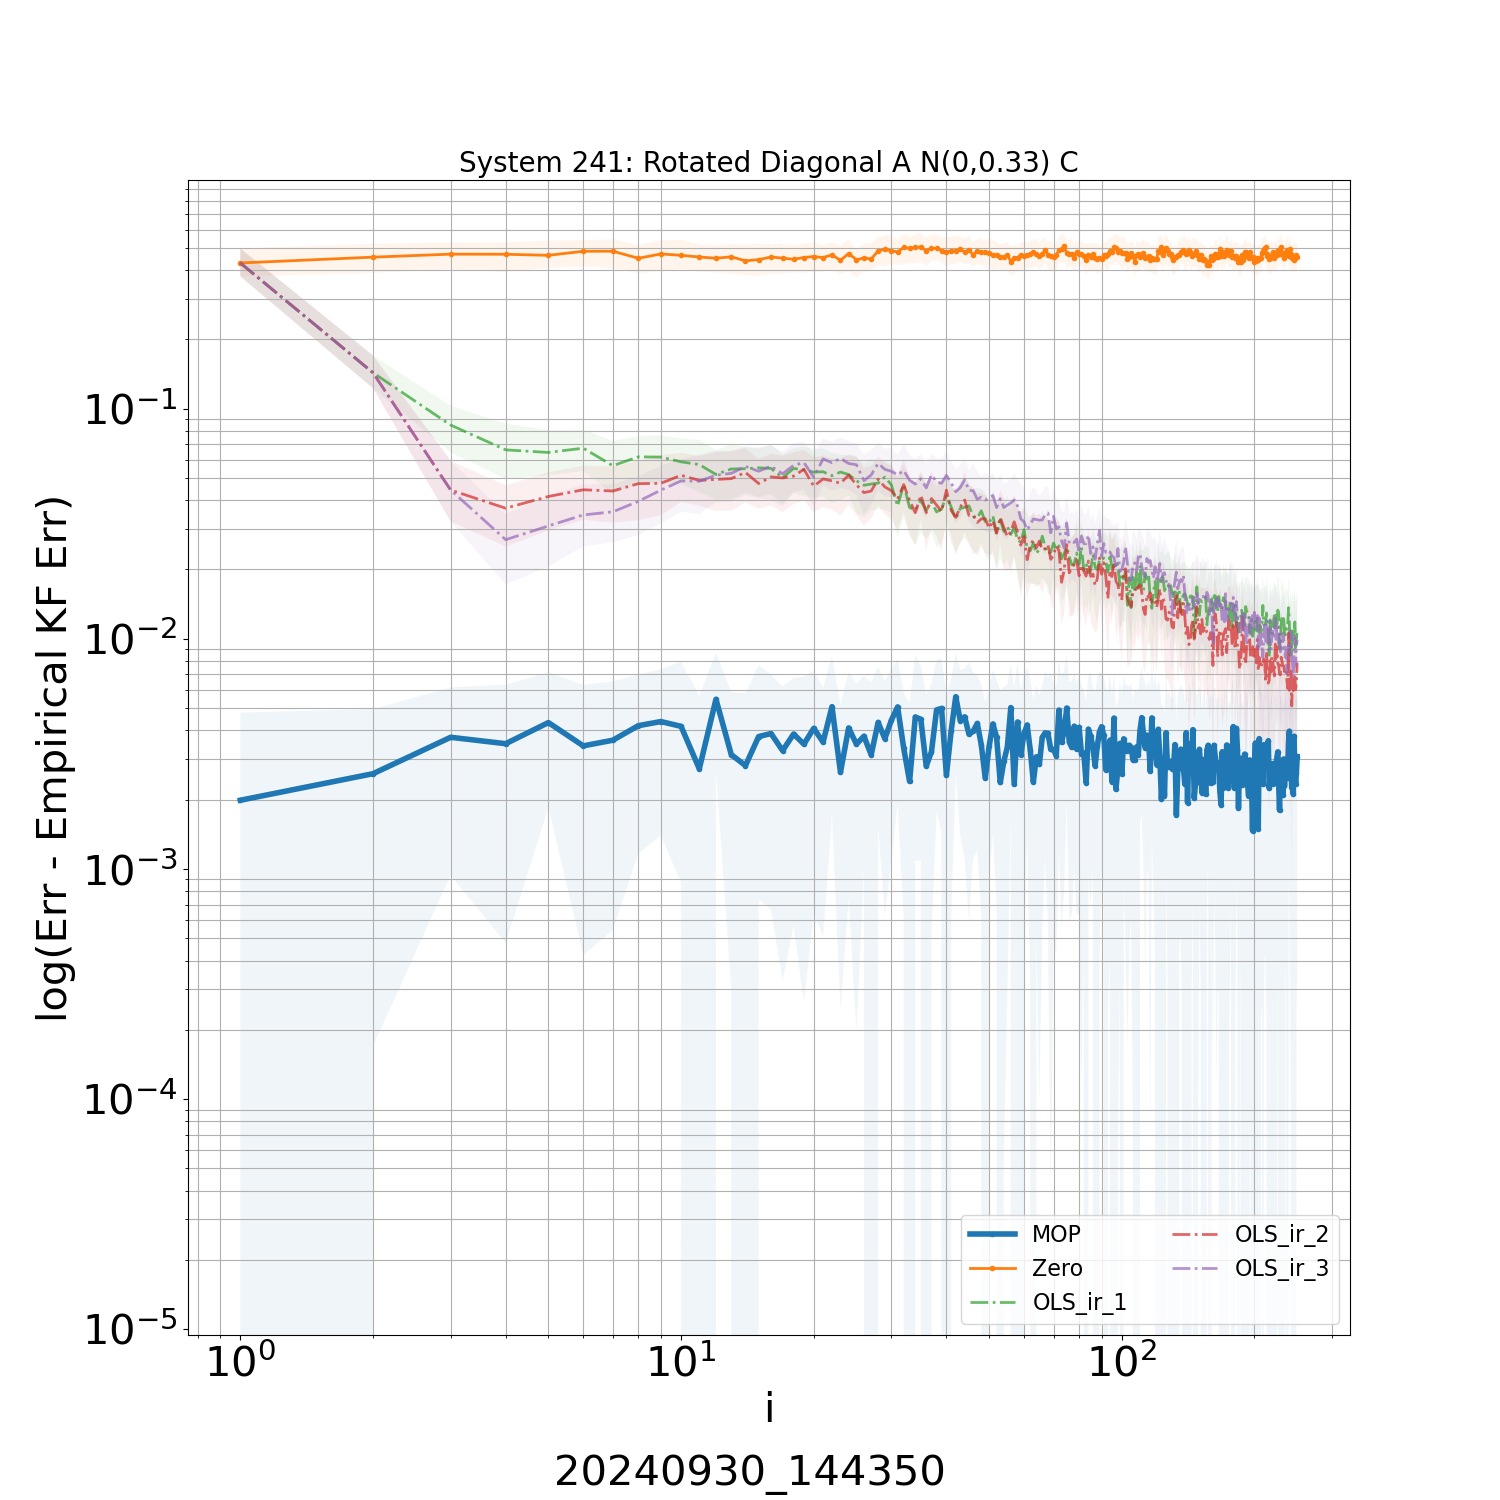 System 241: Rotated Diagonal A N(0,0.33) C
log(Err - Empirical KF Err)
10⁻¹
10⁻²
10⁻³
10⁻⁴
10⁻⁵
MOP
Zero
OLS_ir_1
OLS_ir_2
OLS_ir_3
10⁰ 10¹ 10²
i
20240930_144350